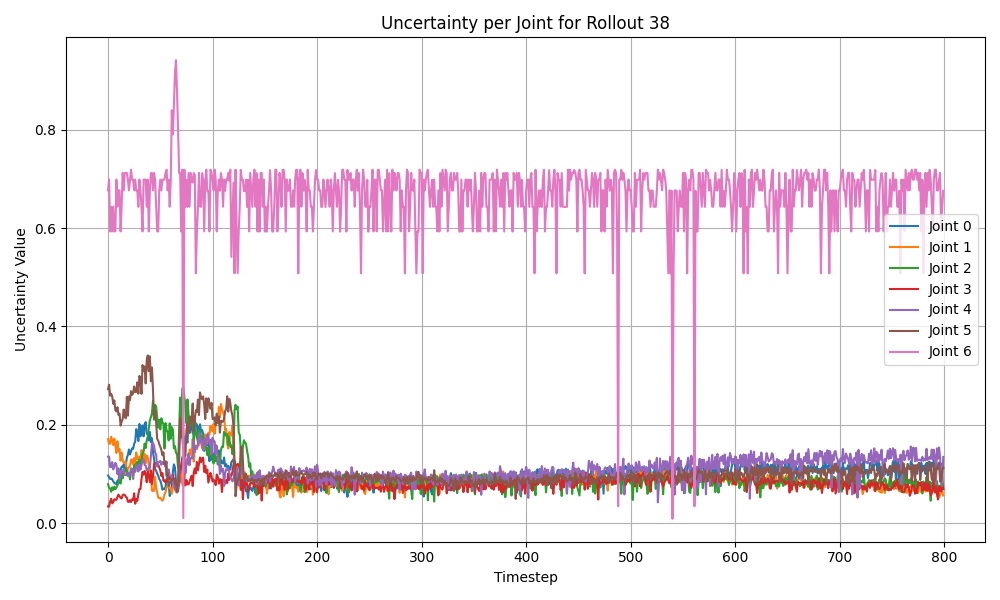 Uncertainty per Joint for Rollout 38
Uncertainty Value
0.8
0.6
0.4
0.2
0.0
Joint 0
Joint 1
Joint 2
Joint 3
Joint 4
Joint 5
Joint 6
0 100 200 300 400 500 600 700 800
Timestep